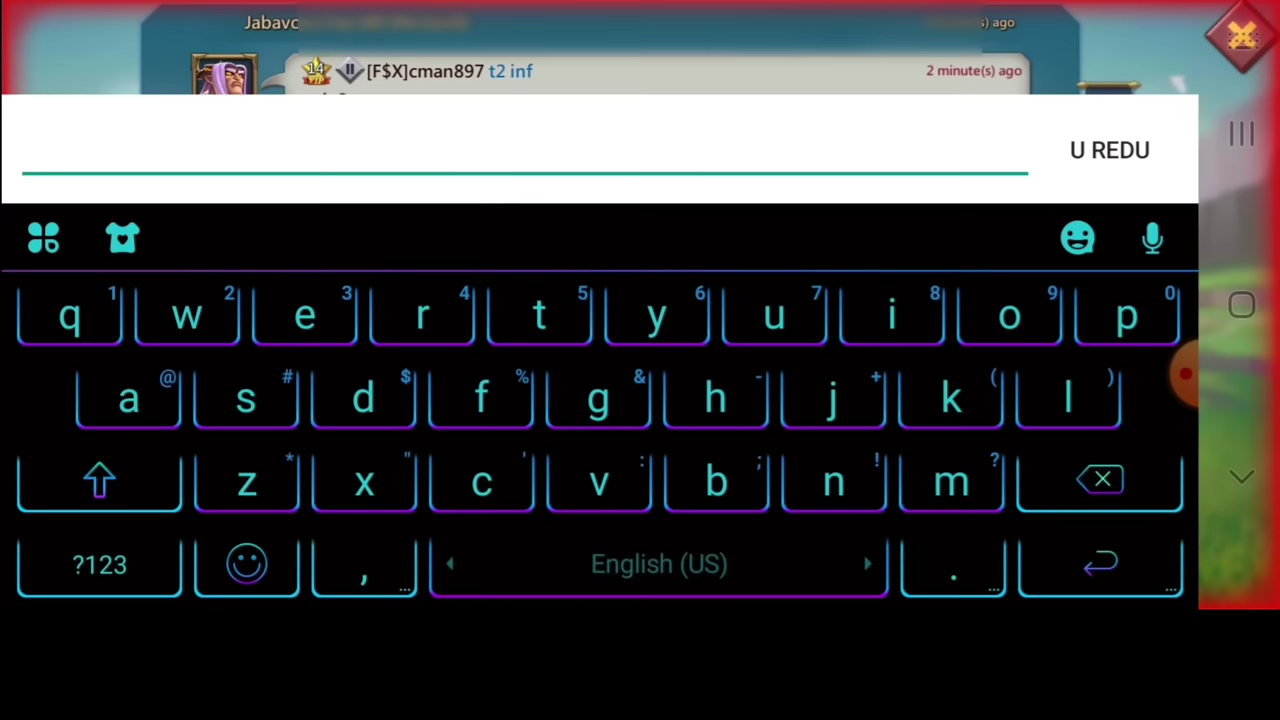 Jabavc
s) ago
14 [F$X]cman897 t2 inf 2 minute(s) ago
U REDU
q 1 w 2 e 3 r 4 t 5 y 6 u 7 i 8 o 9 p 0
a @ s # d $ f % g & h - j + k ( l )
z * x " c ' v : b ; n ! m ?
?123 , ... English (US) . ... ...